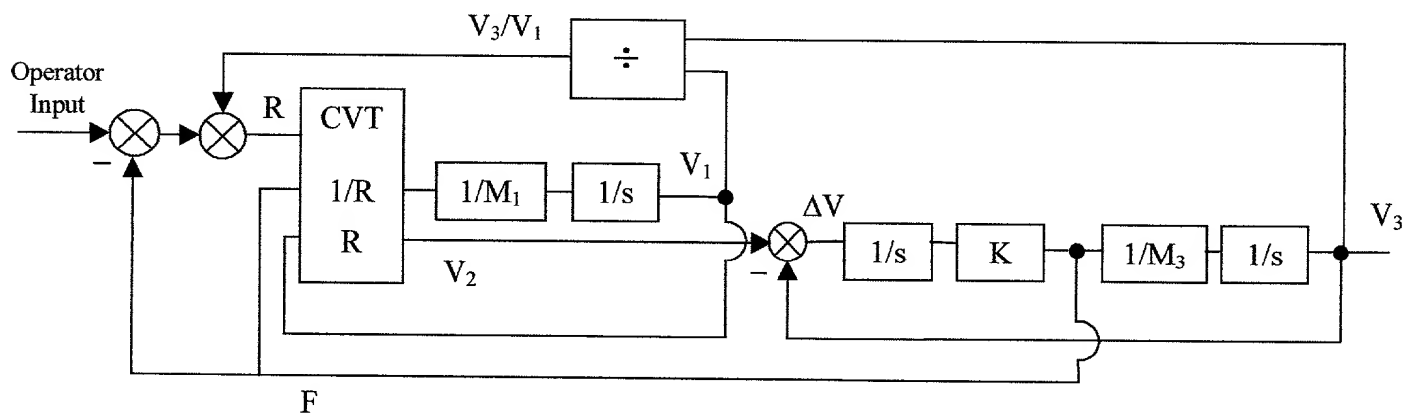 V₃/V₁
÷
Operator
Input
R
CVT
−
V₁
1/R
1/M₁
1/s
ΔV
V₃
R
1/s
K
1/M₃
1/s
V₂
−
F